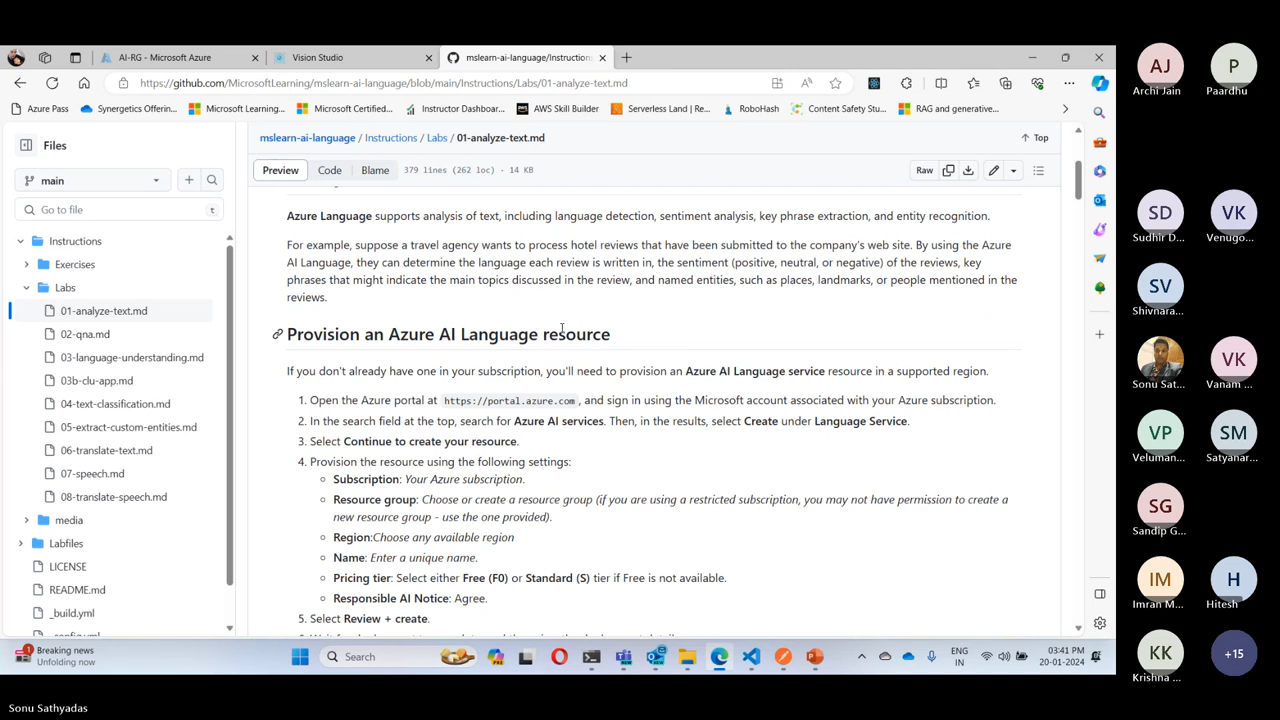 AI-RG - Microsoft Azure
Vision Studio
mslearn-ai-language/Instructions
https://github.com/MicrosoftLearning/mslearn-ai-language/blob/main/Instructions/Labs/01-analyze-text.md
Azure Pass
Synergetics Offerin...
Microsoft Learning...
Microsoft Certified...
Instructor Dashboar...
AWS Skill Builder
Serverless Land | Re...
RoboHash
Content Safety Stu...
RAG and generative...
Files
main
Go to file
t
Instructions
Exercises
Labs
01-analyze-text.md
02-qna.md
03-language-understanding.md
03b-clu-app.md
04-text-classification.md
05-extract-custom-entities.md
06-translate-text.md
07-speech.md
08-translate-speech.md
media
Labfiles
LICENSE
README.md
_build.yml
_config.yml
mslearn-ai-language / Instructions / Labs / 01-analyze-text.md
Top
Preview
Code
Blame
379 lines (262 loc) · 14 KB
Raw
Azure Language supports analysis of text, including language detection, sentiment analysis, key phrase extraction, and entity recognition.
For example, suppose a travel agency wants to process hotel reviews that have been submitted to the company's web site. By using the Azure
AI Language, they can determine the language each review is written in, the sentiment (positive, neutral, or negative) of the reviews, key
phrases that might indicate the main topics discussed in the review, and named entities, such as places, landmarks, or people mentioned in the
reviews.
Provision an Azure AI Language resource
If you don't already have one in your subscription, you'll need to provision an Azure AI Language service resource in a supported region.
1. Open the Azure portal at https://portal.azure.com, and sign in using the Microsoft account associated with your Azure subscription.
2. In the search field at the top, search for Azure AI services. Then, in the results, select Create under Language Service.
3. Select Continue to create your resource.
4. Provision the resource using the following settings:
Subscription: Your Azure subscription.
Resource group: Choose or create a resource group (if you are using a restricted subscription, you may not have permission to create a
new resource group - use the one provided).
Region:Choose any available region
Name: Enter a unique name.
Pricing tier: Select either Free (F0) or Standard (S) tier if Free is not available.
Responsible AI Notice: Agree.
5. Select Review + create.
1
Breaking news
Unfolding now
Search
ENG
IN
03:41 PM
20-01-2024
AJ
Archi Jain
P
Paardhu
SD
Sudhir D...
VK
Venugo...
SV
Shivnara...
Sonu Sat...
VK
Vanam ...
VP
Veluman...
SM
Satyanar...
SG
Sandip G...
IM
Imran M...
H
Hitesh
KK
Krishna ...
+15
Sonu Sathyadas